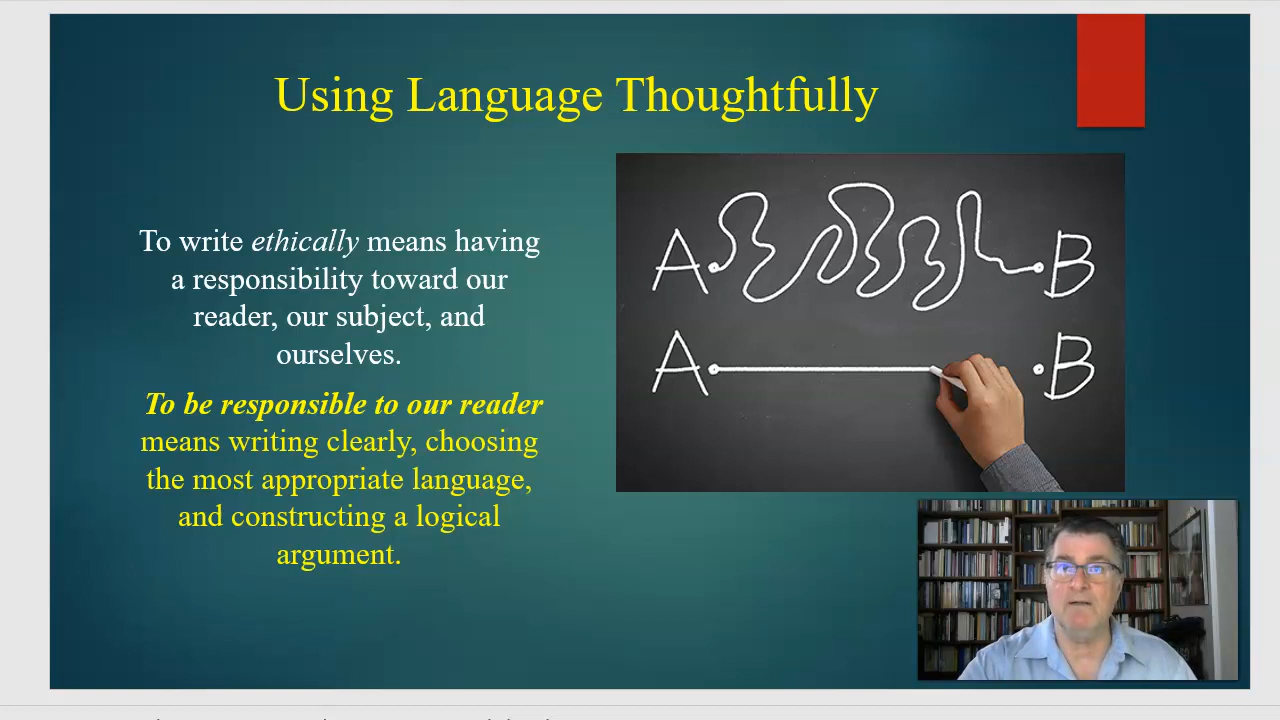 Using Language Thoughtfully
To write ethically means having
a responsibility toward our
reader, our subject, and
ourselves.
To be responsible to our reader
means writing clearly, choosing
the most appropriate language,
and constructing a logical
argument.
A B
A B